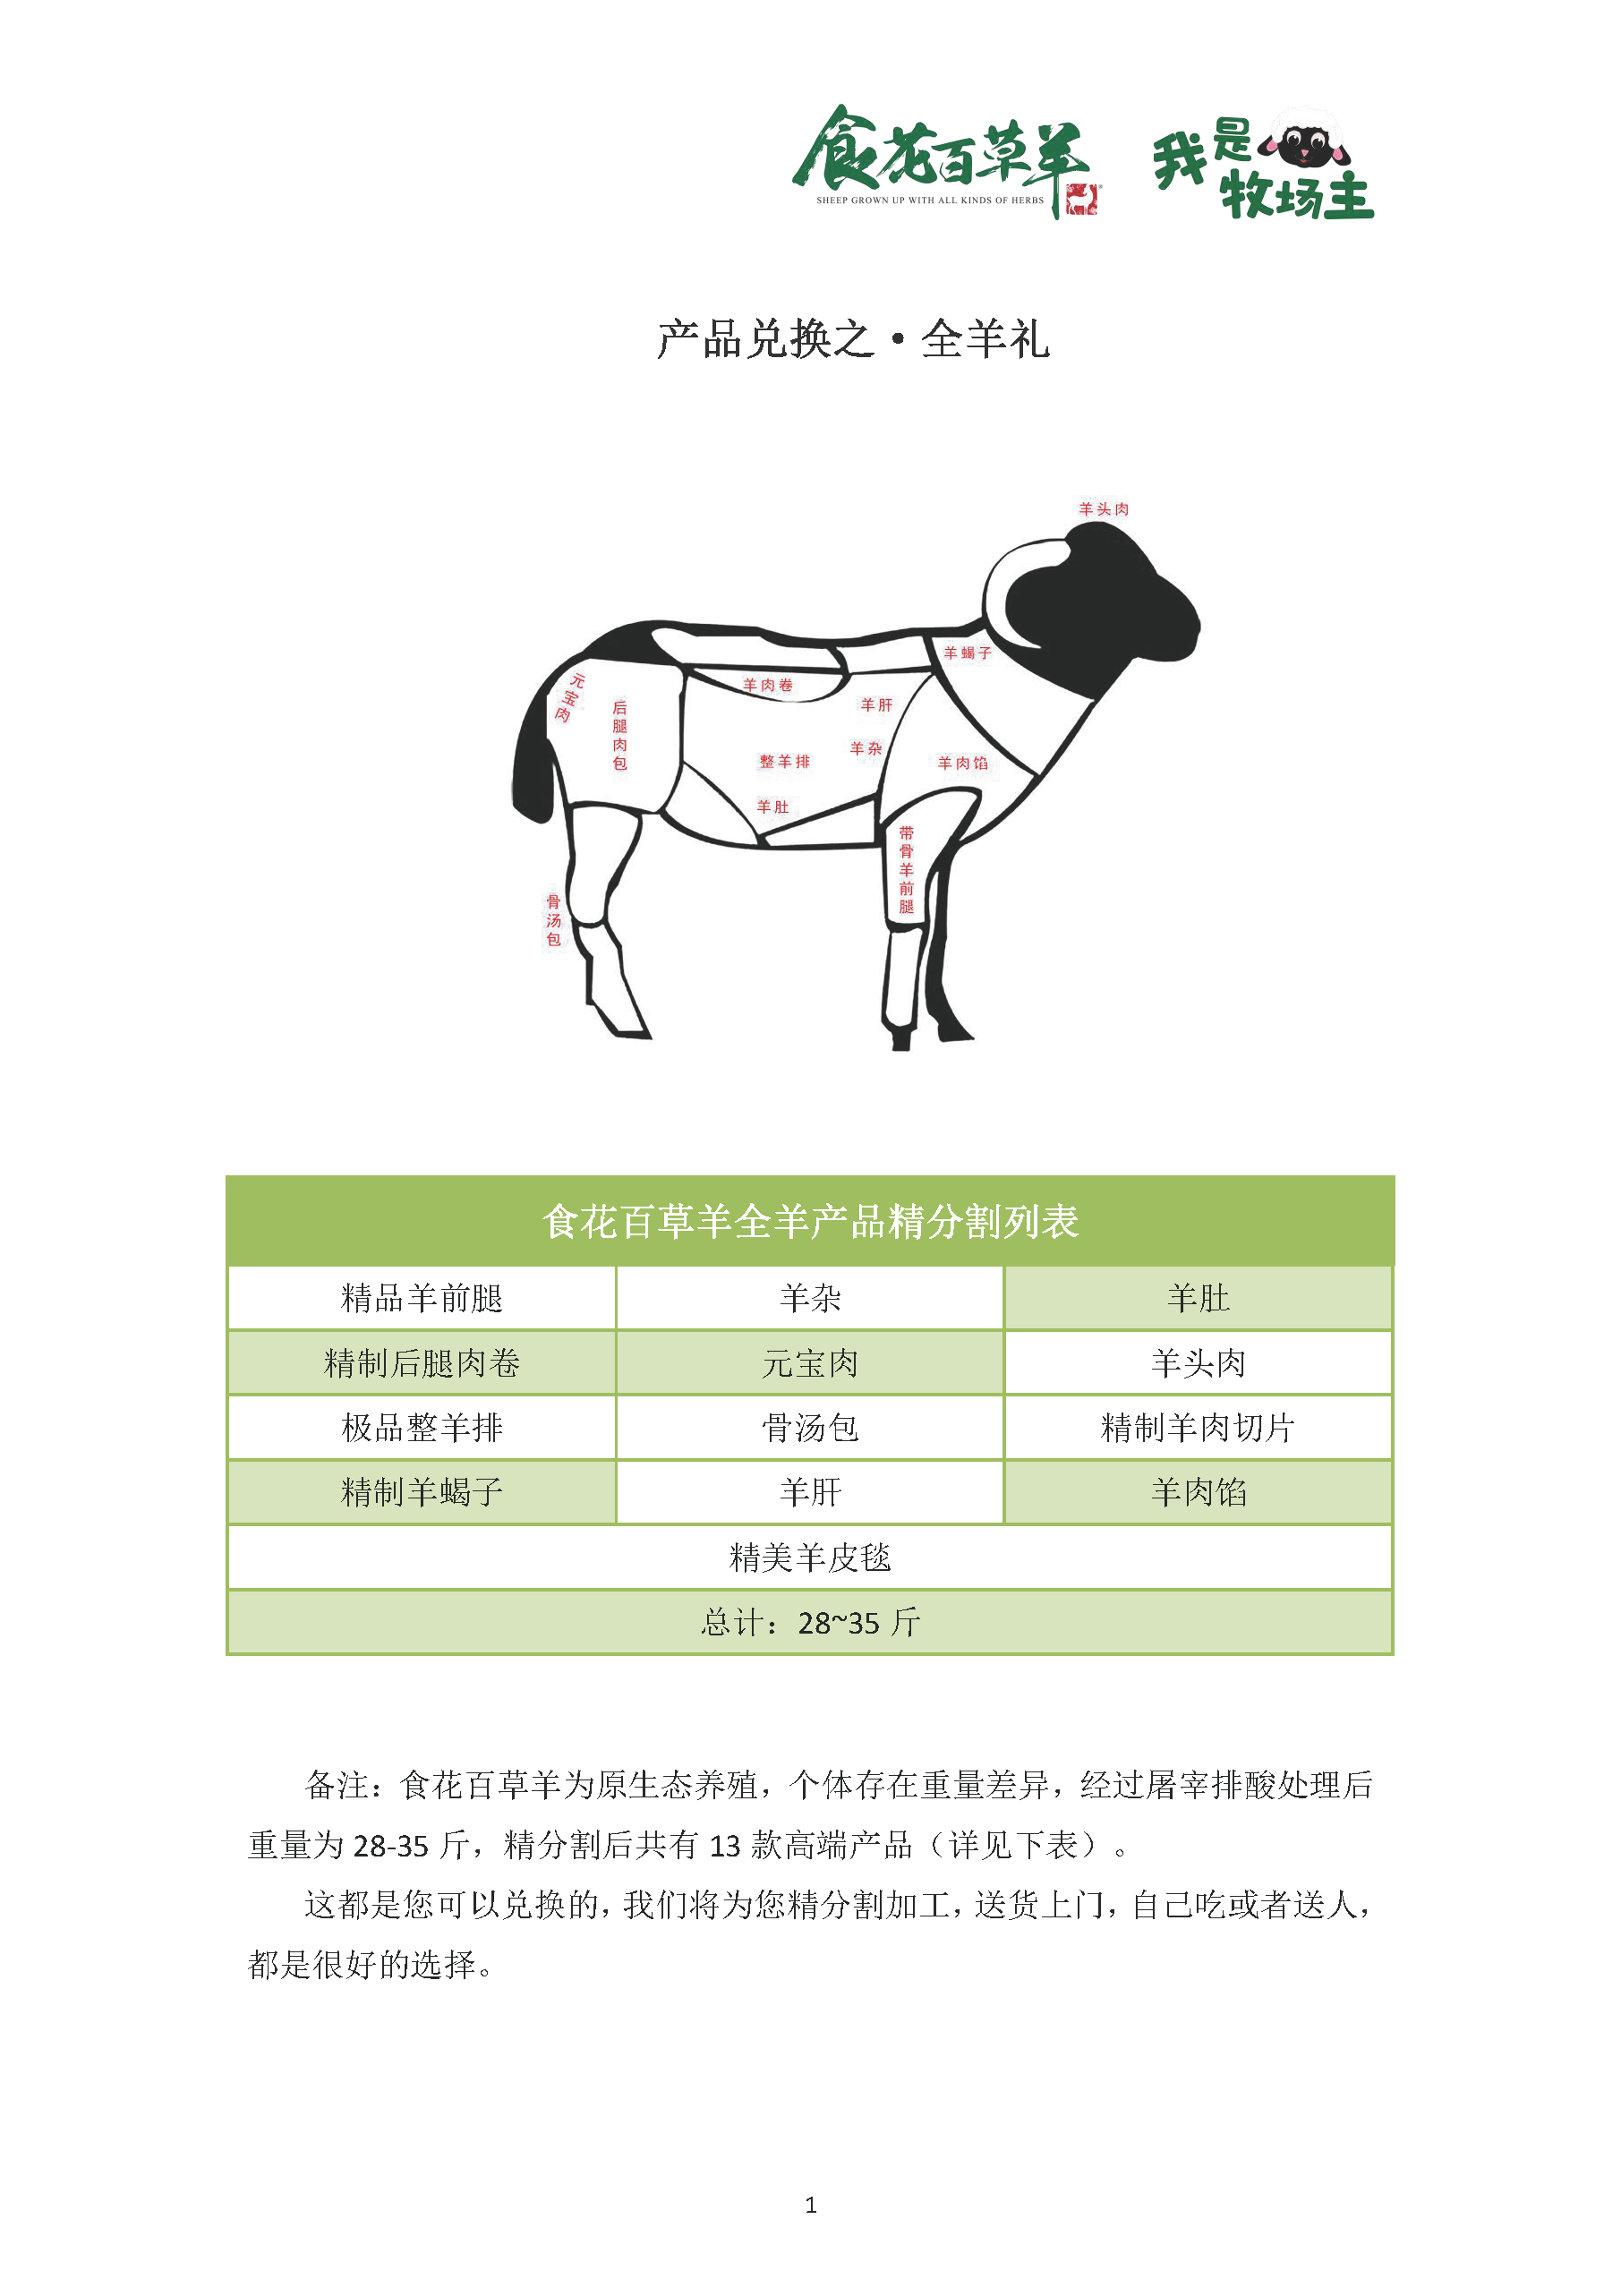 食花百草羊
SHEEP GROWN UP WITH ALL KINDS OF HERBS
我是
牧场主
产品兑换之·全羊礼
羊头肉
羊蝎子
元宝肉
后腿肉包
羊肉卷
羊肝
羊杂
整羊排
羊肉馅
羊肚
带骨羊前腿
骨汤包
食花百草羊全羊产品精分割列表
精品羊前腿 羊杂 羊肚
精制后腿肉卷 元宝肉 羊头肉
极品整羊排 骨汤包 精制羊肉切片
精制羊蝎子 羊肝 羊肉馅
精美羊皮毯
总计：28~35 斤
备注：食花百草羊为原生态养殖，个体存在重量差异，经过屠宰排酸处理后
重量为 28-35 斤，精分割后共有 13 款高端产品（详见下表）。
这都是您可以兑换的，我们将为您精分割加工，送货上门，自己吃或者送人，
都是很好的选择。
1